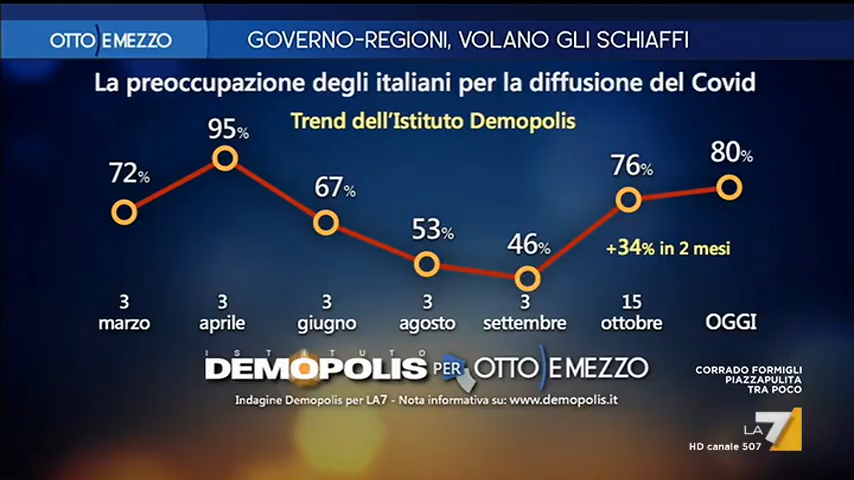 OTTO E MEZZO
GOVERNO-REGIONI, VOLANO GLI SCHIAFFI
La preoccupazione degli italiani per la diffusione del Covid
Trend dell'Istituto Demopolis
72%
95%
67%
53%
46%
76%
80%
+34% in 2 mesi
3 marzo
3 aprile
3 giugno
3 agosto
3 settembre
15 ottobre
OGGI
ISTITUTO
DEMOPOLIS PER OTTO E MEZZO
Indagine Demopolis per LA7 - Nota informativa su: www.demopolis.it
CORRADO FORMIGLI
PIAZZAPULITA
TRA POCO
LA7
HD canale 507